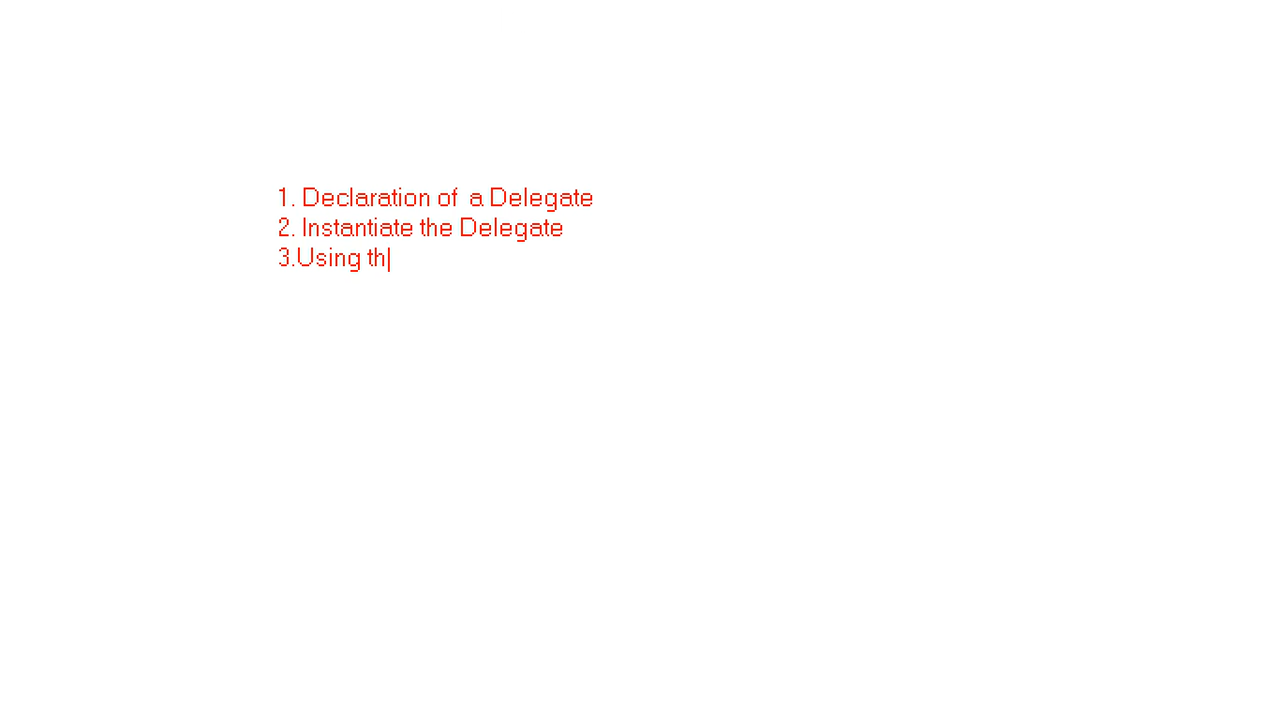 1. Declaration of a Delegate
2. Instantiate the Delegate
3.Using th